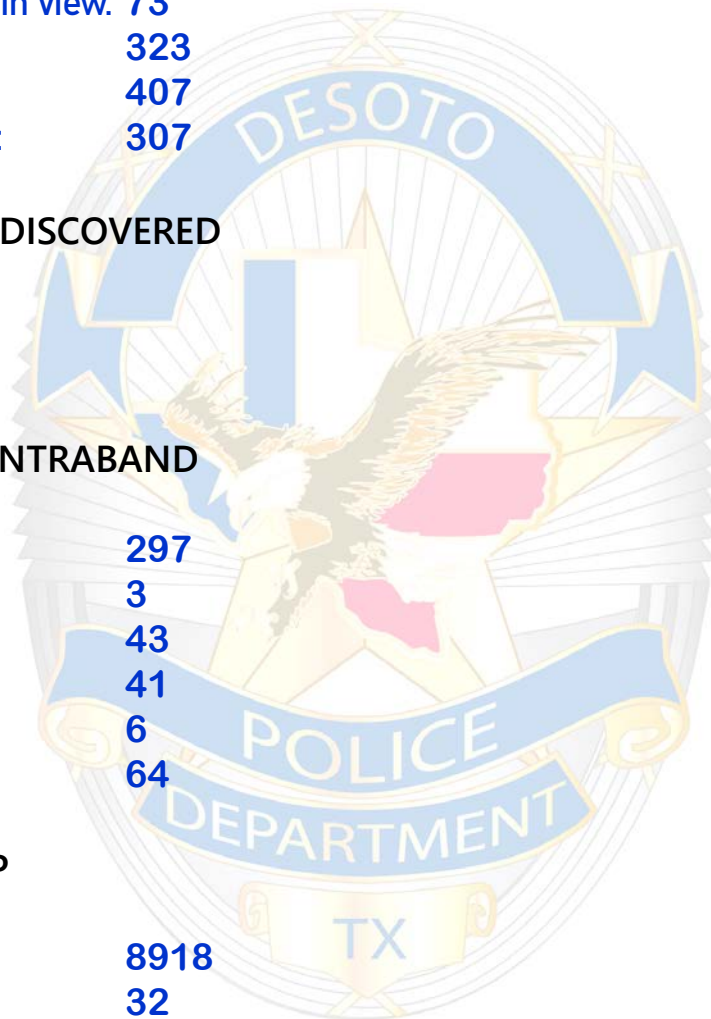 in view. 73
323
407
: 307
DESOTO
DISCOVERED
NTRABAND
297
3
43
41
6
64
POLICE
DEPARTMENT
TX
8918
32